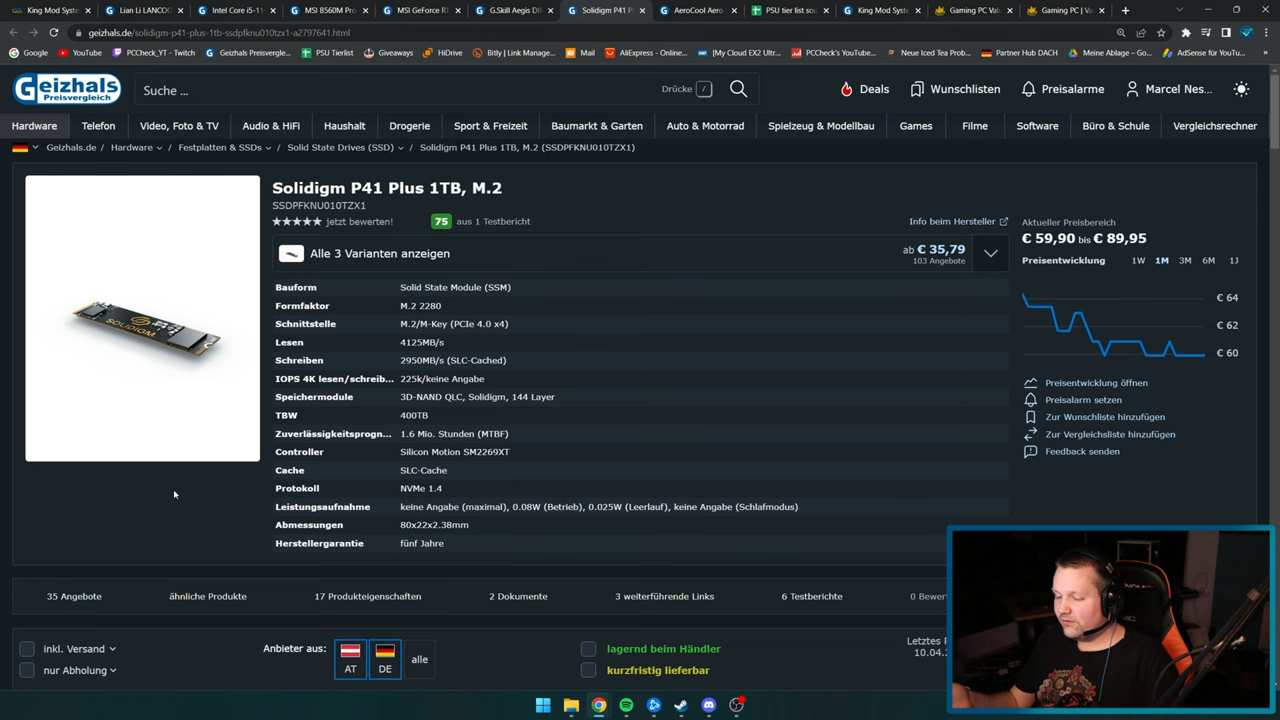 King Mod Syste
Lian Li LANCOO
Intel Core i5-11
MSI B560M Pr
MSI GeForce RT
G.Skill Aegis DI
Solidigm P41 P
AeroCool Aero
PSU tier list sou
King Mod Syst
Gaming PC Valu
Gaming PC | Va
geizhals.de/solidigm-p41-plus-1tb-ssdpfknu010tzx1-a2797641.html
Google
YouTube
PCCheck_YT - Twitch
Geizhals Preisvergle...
PSU Tierlist
Giveaways
HiDrive
Bitly | Link Manage...
Mail
AliExpress - Online...
[My Cloud EX2 Ultr...
PCCheck's YouTube...
Neue Iced Tea Prob...
Partner Hub DACH
Meine Ablage – Go...
AdSense für YouTu...
Geizhals
Preisvergleich
Suche ...
Drücke /
Deals
Wunschlisten
Preisalarme
Marcel Nes...
Hardware
Telefon
Video, Foto & TV
Audio & HiFi
Haushalt
Drogerie
Sport & Freizeit
Baumarkt & Garten
Auto & Motorrad
Spielzeug & Modellbau
Games
Filme
Software
Büro & Schule
Vergleichsrechner
Geizhals.de / Hardware / Festplatten & SSDs / Solid State Drives (SSD) / Solidigm P41 Plus 1TB, M.2 (SSDPFKNU010TZX1)
SOLIDIGM
Solidigm P41 Plus 1TB, M.2
SSDPFKNU010TZX1
jetzt bewerten!
75 aus 1 Testbericht
Info beim Hersteller
Alle 3 Varianten anzeigen
ab € 35,79
103 Angebote
Bauform Solid State Module (SSM)
Formfaktor M.2 2280
Schnittstelle M.2/M-Key (PCIe 4.0 x4)
Lesen 4125MB/s
Schreiben 2950MB/s (SLC-Cached)
IOPS 4K lesen/schreib... 225k/keine Angabe
Speichermodule 3D-NAND QLC, Solidigm, 144 Layer
TBW 400TB
Zuverlässigkeitsprogn... 1.6 Mio. Stunden (MTBF)
Controller Silicon Motion SM2269XT
Cache SLC-Cache
Protokoll NVMe 1.4
Leistungsaufnahme keine Angabe (maximal), 0.08W (Betrieb), 0.025W (Leerlauf), keine Angabe (Schlafmodus)
Abmessungen 80x22x2.38mm
Herstellergarantie fünf Jahre
Aktueller Preisbereich
€ 59,90 bis € 89,95
Preisentwicklung 1W 1M 3M 6M 1J
€ 64
€ 62
€ 60
Preisentwicklung öffnen
Preisalarm setzen
Zur Wunschliste hinzufügen
Zur Vergleichsliste hinzufügen
Feedback senden
35 Angebote
ähnliche Produkte
17 Produkteigenschaften
2 Dokumente
3 weiterführende Links
6 Testberichte
0 Bewer
inkl. Versand
nur Abholung
Anbieter aus:
AT
DE
alle
lagernd beim Händler
kurzfristig lieferbar
Letztes
10.04.2